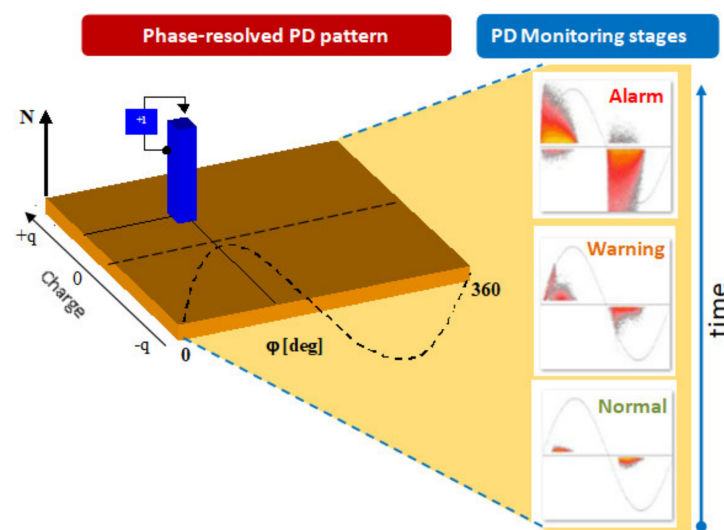 Phase-resolved PD pattern
PD Monitoring stages
N
+1
+q
0
Charge
-q
0
φ [deg]
360
Alarm
Warning
Normal
time